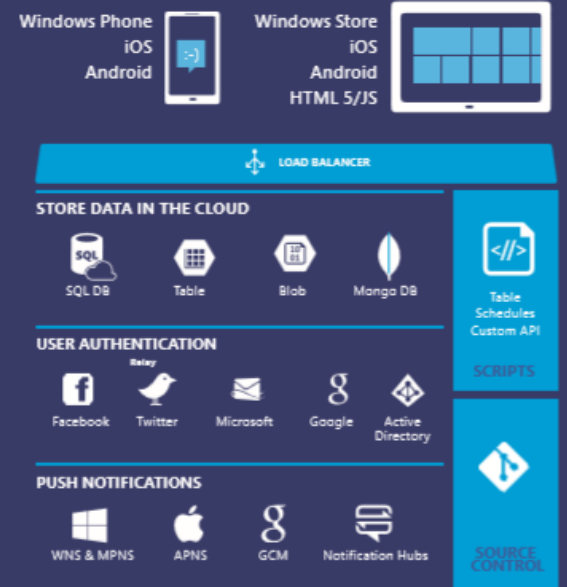 Windows Phone
iOS
Android
:-)
Windows Store
iOS
Android
HTML 5/JS
LOAD BALANCER
STORE DATA IN THE CLOUD
SQL
10
01
SQL DB
Table
Blob
Mongo DB
</>
Table
Schedules
Custom API
SCRIPTS
USER AUTHENTICATION
Relay
f
g
Facebook
Twitter
Microsoft
Google
Active
Directory
PUSH NOTIFICATIONS
g
WNS & MPNS
APNS
GCM
Notification Hubs
SOURCE
CONTROL